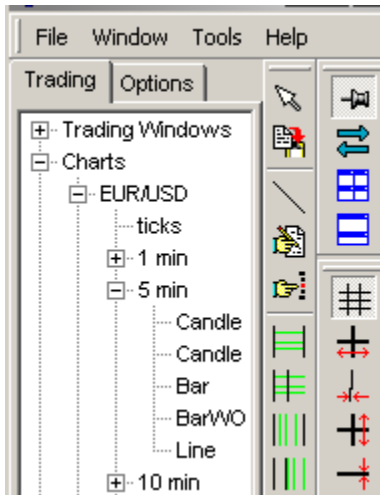 File Window Tools Help
Trading Options
Trading Windows
Charts
EUR/USD
ticks
1 min
5 min
Candle
Candle
Bar
BarWO
Line
10 min